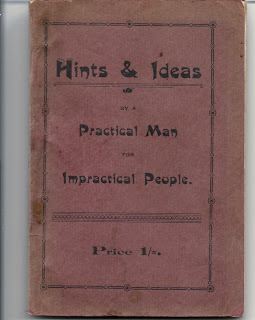 Hints & Ideas
BY A
Practical Man
FOR
Impractical People.
Price 1/=.